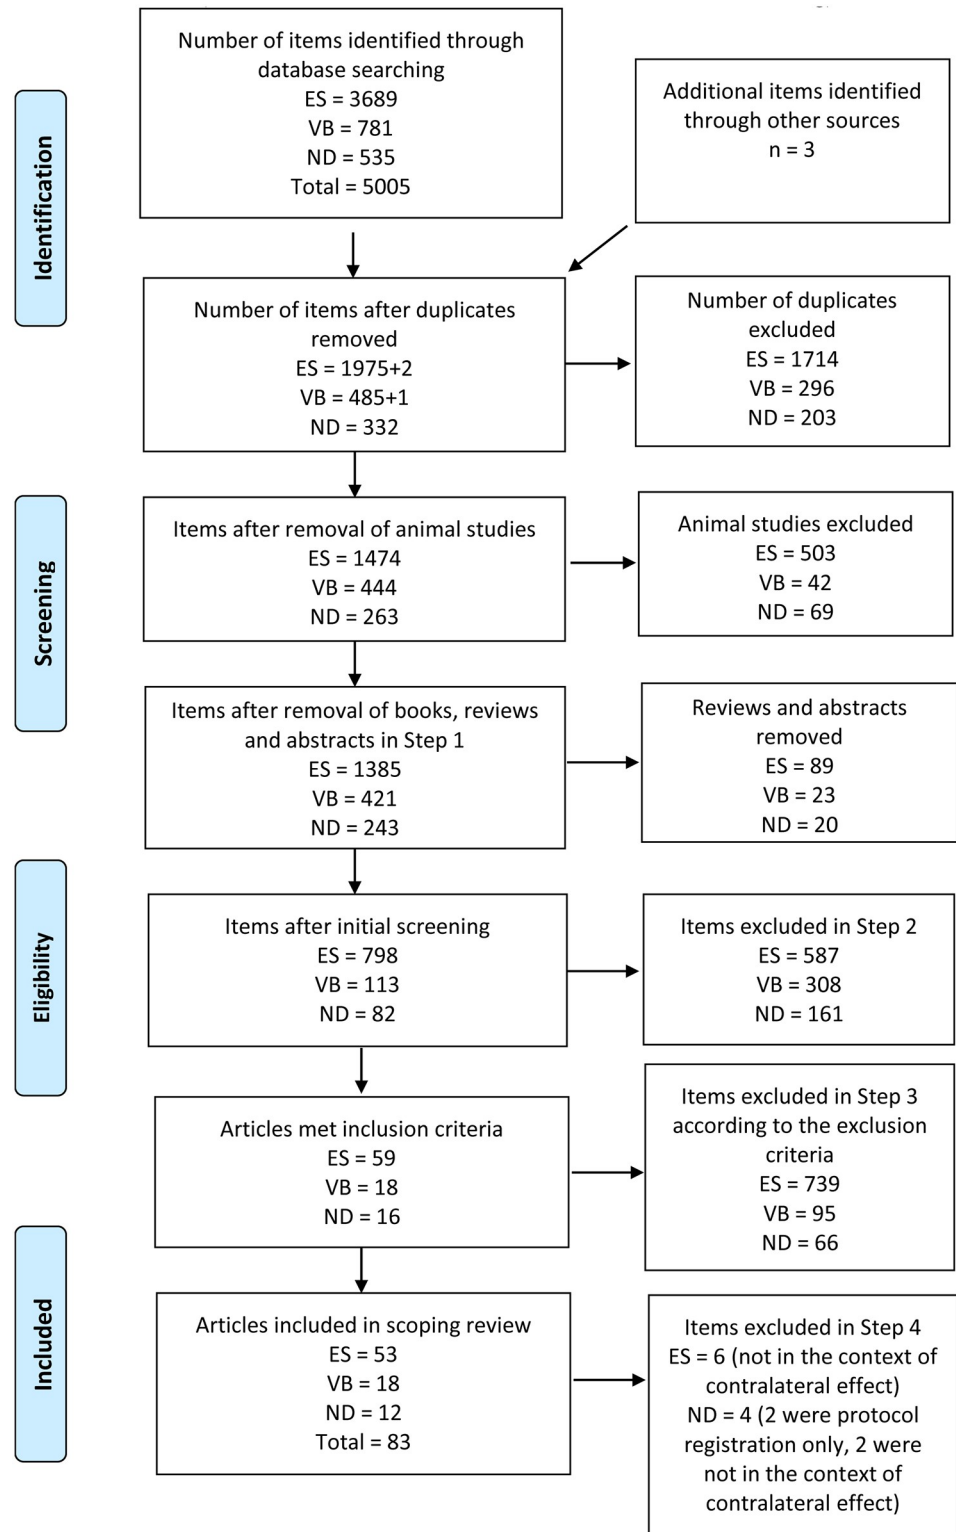 Number of items identified through
database searching
ES = 3689
VB = 781
ND = 535
Total = 5005
Additional items identified
through other sources
n = 3
Identification
Number of items after duplicates
removed
ES = 1975+2
VB = 485+1
ND = 332
Number of duplicates
excluded
ES = 1714
VB = 296
ND = 203
Screening
Items after removal of animal studies
ES = 1474
VB = 444
ND = 263
Animal studies excluded
ES = 503
VB = 42
ND = 69
Items after removal of books, reviews
and abstracts in Step 1
ES = 1385
VB = 421
ND = 243
Reviews and abstracts
removed
ES = 89
VB = 23
ND = 20
Eligibility
Items after initial screening
ES = 798
VB = 113
ND = 82
Items excluded in Step 2
ES = 587
VB = 308
ND = 161
Articles met inclusion criteria
ES = 59
VB = 18
ND = 16
Items excluded in Step 3
according to the exclusion
criteria
ES = 739
VB = 95
ND = 66
Included
Articles included in scoping review
ES = 53
VB = 18
ND = 12
Total = 83
Items excluded in Step 4
ES = 6 (not in the context of
contralateral effect)
ND = 4 (2 were protocol
registration only, 2 were
not in the context of
contralateral effect)